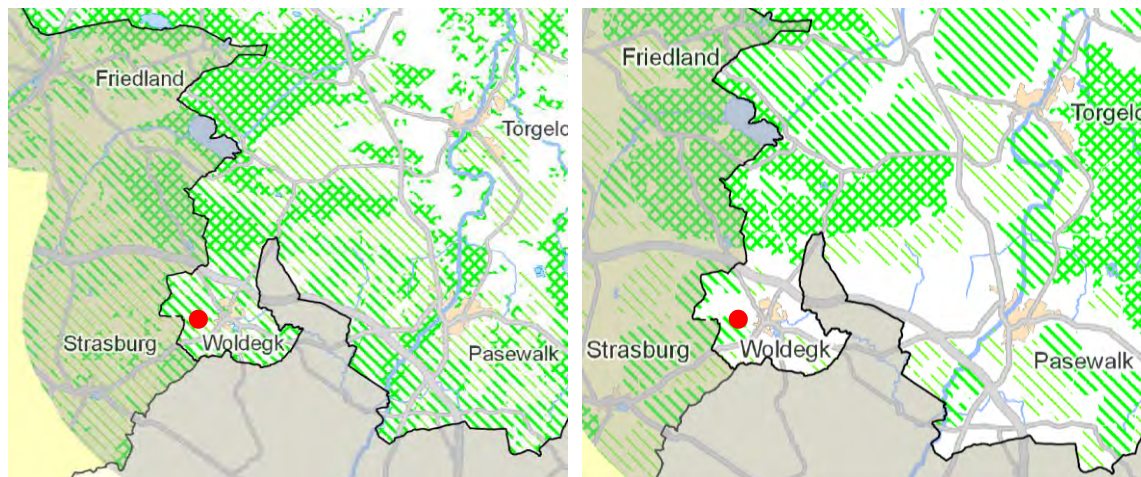 Friedland
Torgelo
Strasburg
Woldegk
Pasewalk
Friedland
Torgelo
Strasburg
Woldegk
Pasewalk